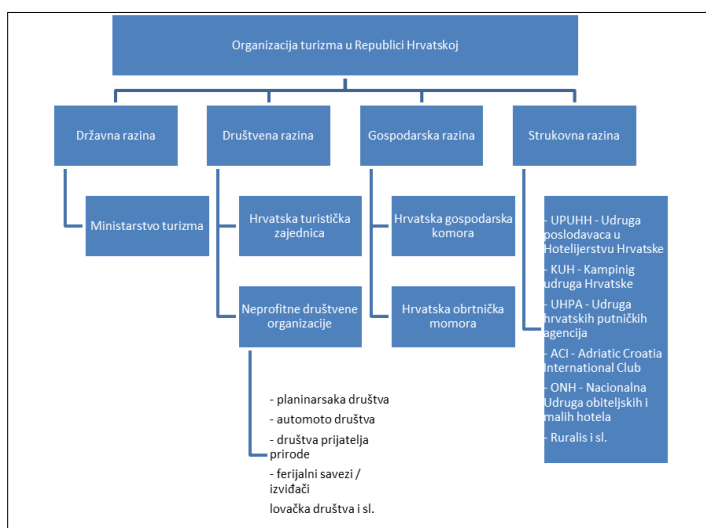 Organizacija turizma u Republici Hrvatskoj
Državna razina
Društvena razina
Gospodarska razina
Strukovna razina
Ministarstvo turizma
Hrvatska turistička
zajednica
Hrvatska gospodarska
komora
Neprofitne društvene
organizacije
Hrvatska obrtnička
momora
- UPUHH - Udruga
poslodavaca u
Hotelijerstvu Hrvatske
- KUH - Kampinig
udruga Hrvatske
- UHPA - Udruga
hrvatskih putničkih
agencija
- ACI - Adriatic Croatia
International Club
- ONH - Nacionalna
Udruga obiteljskih i
malih hotela
- Ruralis i sl.
- planinarsaka društva
- automoto društva
- društva prijatelja
prirode
- ferijalni savezi /
izviđači
lovačka društva i sl.